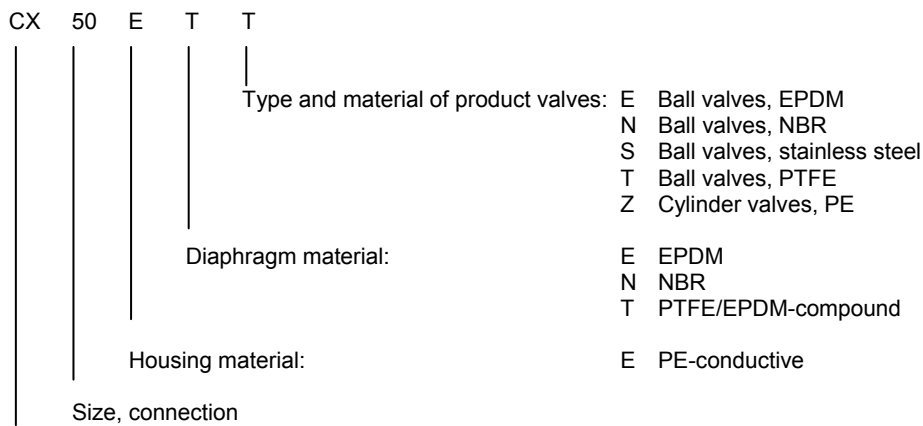 CX 50 E T T
Type and material of product valves: E Ball valves, EPDM
N Ball valves, NBR
S Ball valves, stainless steel
T Ball valves, PTFE
Z Cylinder valves, PE
Diaphragm material: E EPDM
N NBR
T PTFE/EPDM-compound
Housing material: E PE-conductive
Size, connection